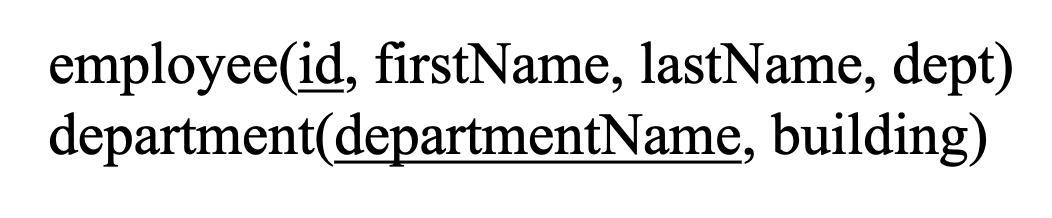 employee(id, firstName, lastName, dept)
department(departmentName, building)